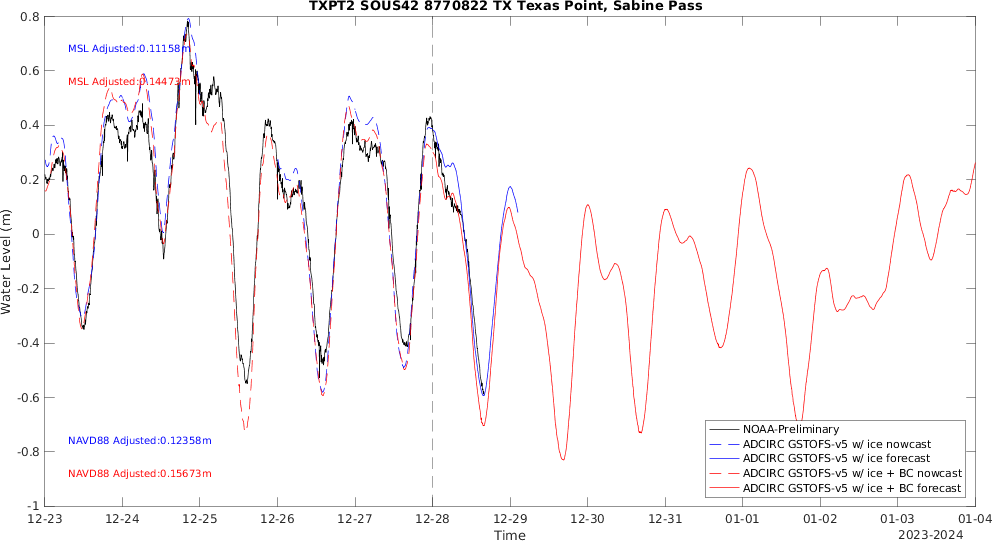 TXPT2 SOUS42 8770822 TX Texas Point, Sabine Pass
0.8
0.6
0.4
0.2
0
-0.2
-0.4
-0.6
-0.8
-1
Water Level (m)
MSL Adjusted:0.11158m
MSL Adjusted:0.14473m
NAVD88 Adjusted:0.12358m
NAVD88 Adjusted:0.15673m
NOAA-Preliminary
ADCIRC GSTOFS-v5 w/ ice nowcast
ADCIRC GSTOFS-v5 w/ ice forecast
ADCIRC GSTOFS-v5 w/ ice + BC nowcast
ADCIRC GSTOFS-v5 w/ ice + BC forecast
12-23 12-24 12-25 12-26 12-27 12-28 12-29 12-30 12-31 01-01 01-02 01-03 01-04
Time
2023-2024